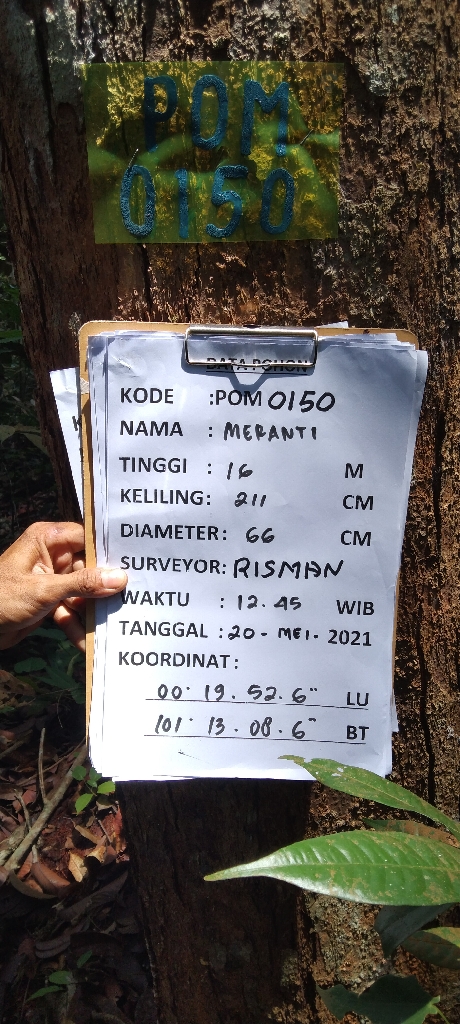 POM
0150
DATA POHON
KODE :POM 0150
NAMA : MERANTI
TINGGI : 16 M
KELILING: 211 CM
DIAMETER: 66 CM
SURVEYOR: RISMAN
WAKTU : 12.45 WIB
TANGGAL : 20 - MEI - 2021
KOORDINAT:
00° 19. 52. 6" LU
101° 13. 08. 6" BT